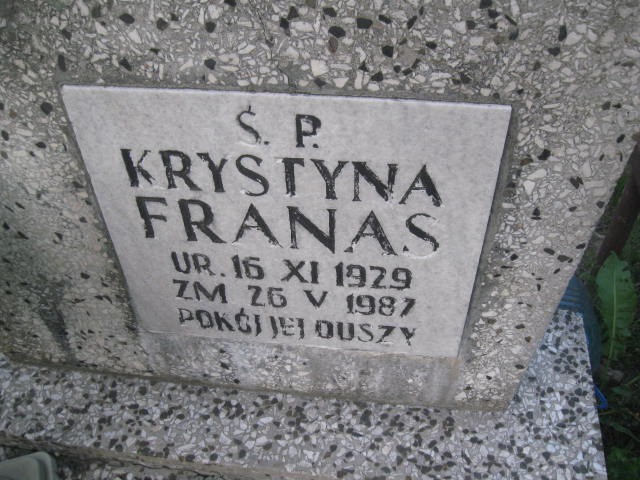 Ś. P.
KRYSTYNA
FRANAS
UR. 16 XI 1929
ZM 26 V 1987
POKÓJ JEJ DUSZY